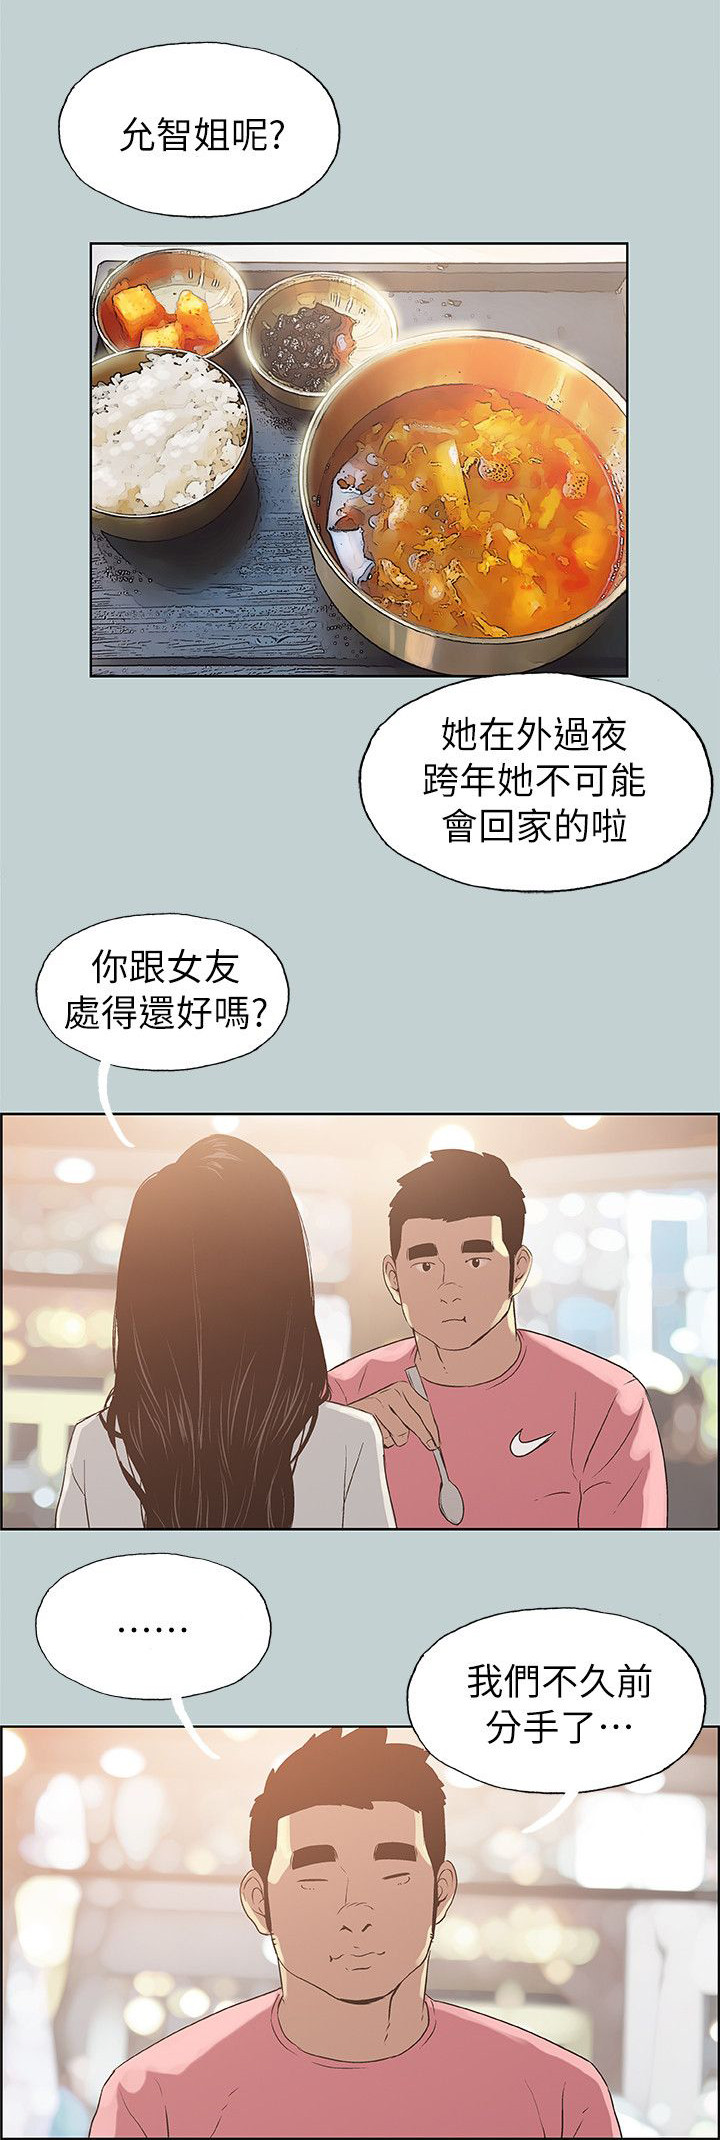 允智姐呢?
她在外過夜
跨年她不可能
會回家的啦
你跟女友
處得還好嗎?
……
我們不久前
分手了…